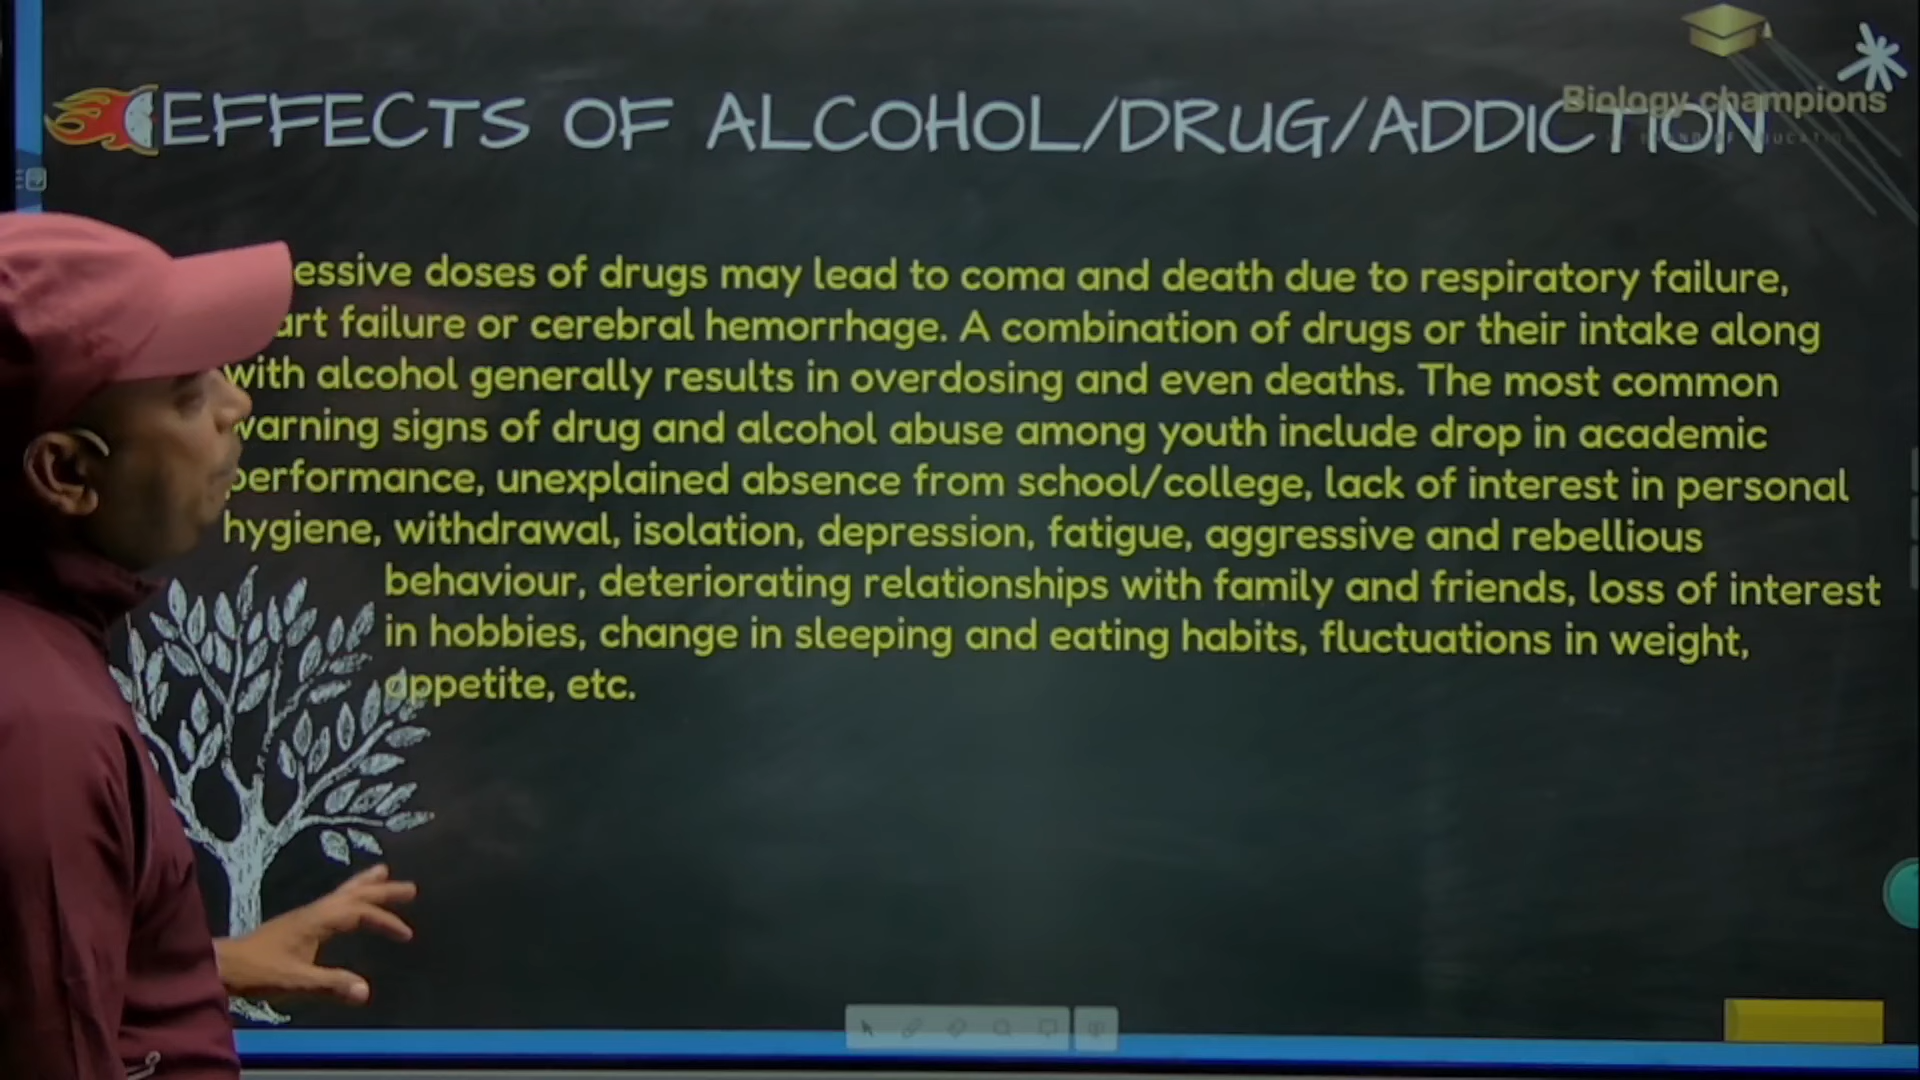 EFFECTS OF ALCOHOL/DRUG/ADDICTION
Biology champions
essive doses of drugs may lead to coma and death due to respiratory failure,
art failure or cerebral hemorrhage. A combination of drugs or their intake along
with alcohol generally results in overdosing and even deaths. The most common
warning signs of drug and alcohol abuse among youth include drop in academic
performance, unexplained absence from school/college, lack of interest in personal
hygiene, withdrawal, isolation, depression, fatigue, aggressive and rebellious
behaviour, deteriorating relationships with family and friends, loss of interest
in hobbies, change in sleeping and eating habits, fluctuations in weight,
appetite, etc.